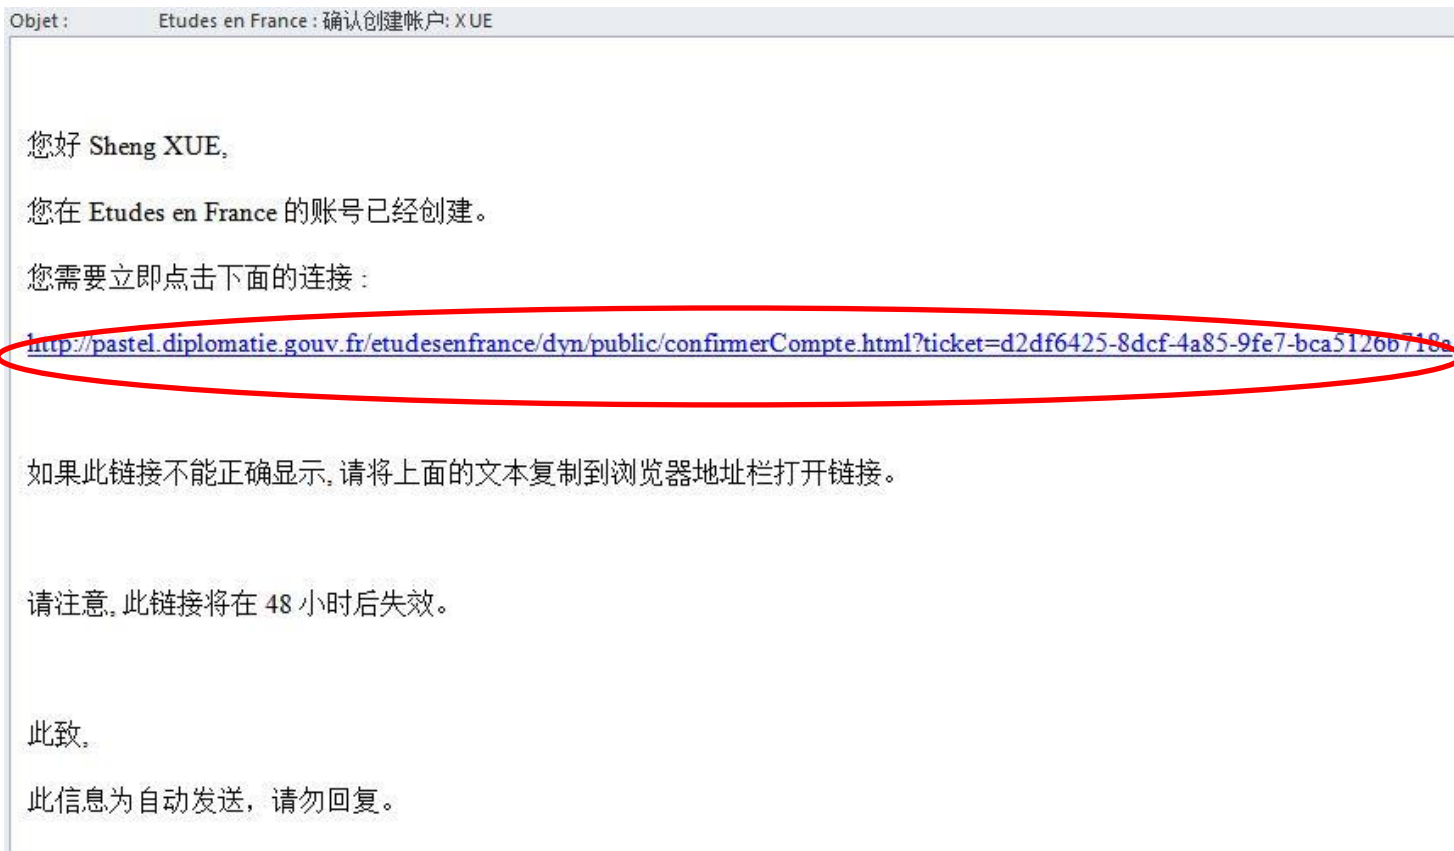 Objet : Etudes en France : 确认创建帐户: XUE
您好 Sheng XUE,
您在 Etudes en France 的账号已经创建。
您需要立即点击下面的连接 :
http://pastel.diplomatie.gouv.fr/etudesenfrance/dyn/public/confirmerCompte.html?ticket=d2df6425-8dcf-4a85-9fe7-bca5126b718a
如果此链接不能正确显示, 请将上面的文本复制到浏览器地址栏打开链接。
请注意, 此链接将在 48 小时后失效。
此致,
此信息为自动发送，请勿回复。